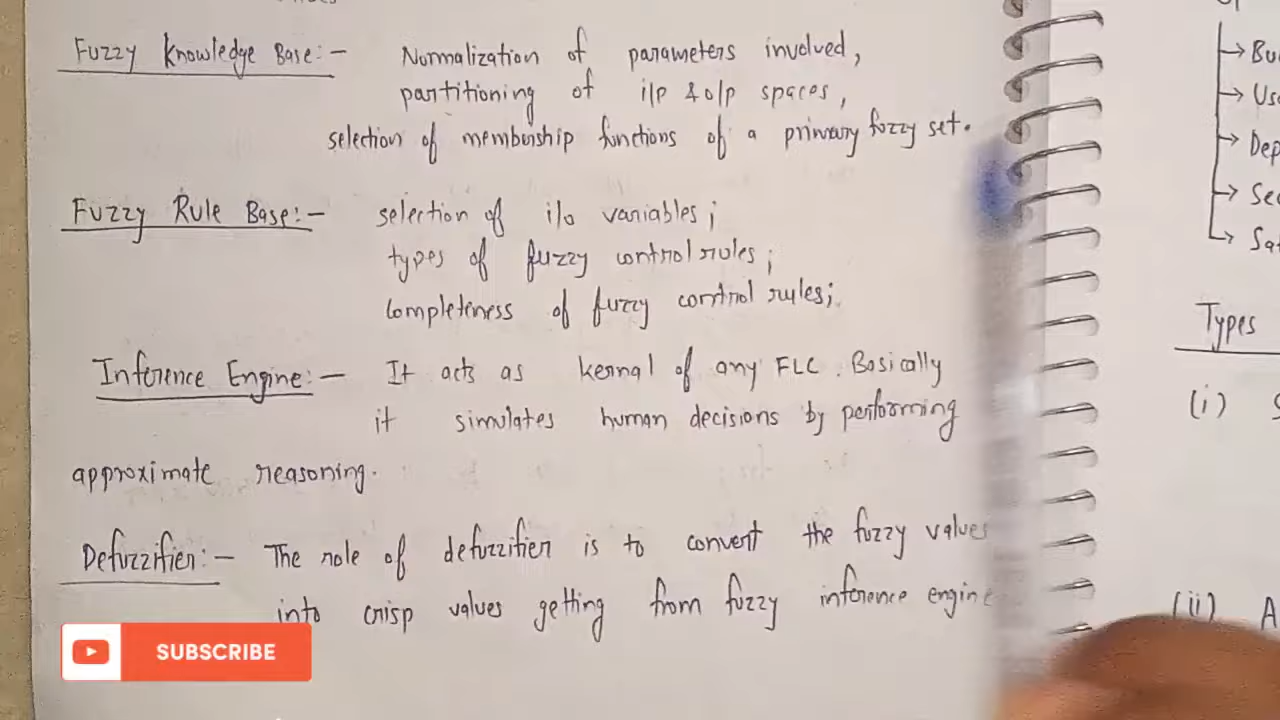 Fuzzy Knowledge Base:- Normalization of parameters involved,
partitioning of i/p & o/p spaces,
selection of membership functions of a primary fuzzy set.
Fuzzy Rule Base:- selection of i/o variables;
types of fuzzy control rules;
completeness of fuzzy control rules;
Inference Engine:- It acts as kernal of any FLC. Basically
it simulates human decisions by performing
approximate reasoning.
Defuzzifier:- The role of defuzzifier is to convert the fuzzy values
into crisp values getting from fuzzy inference engine
SUBSCRIBE
Types
(i)
(ii)